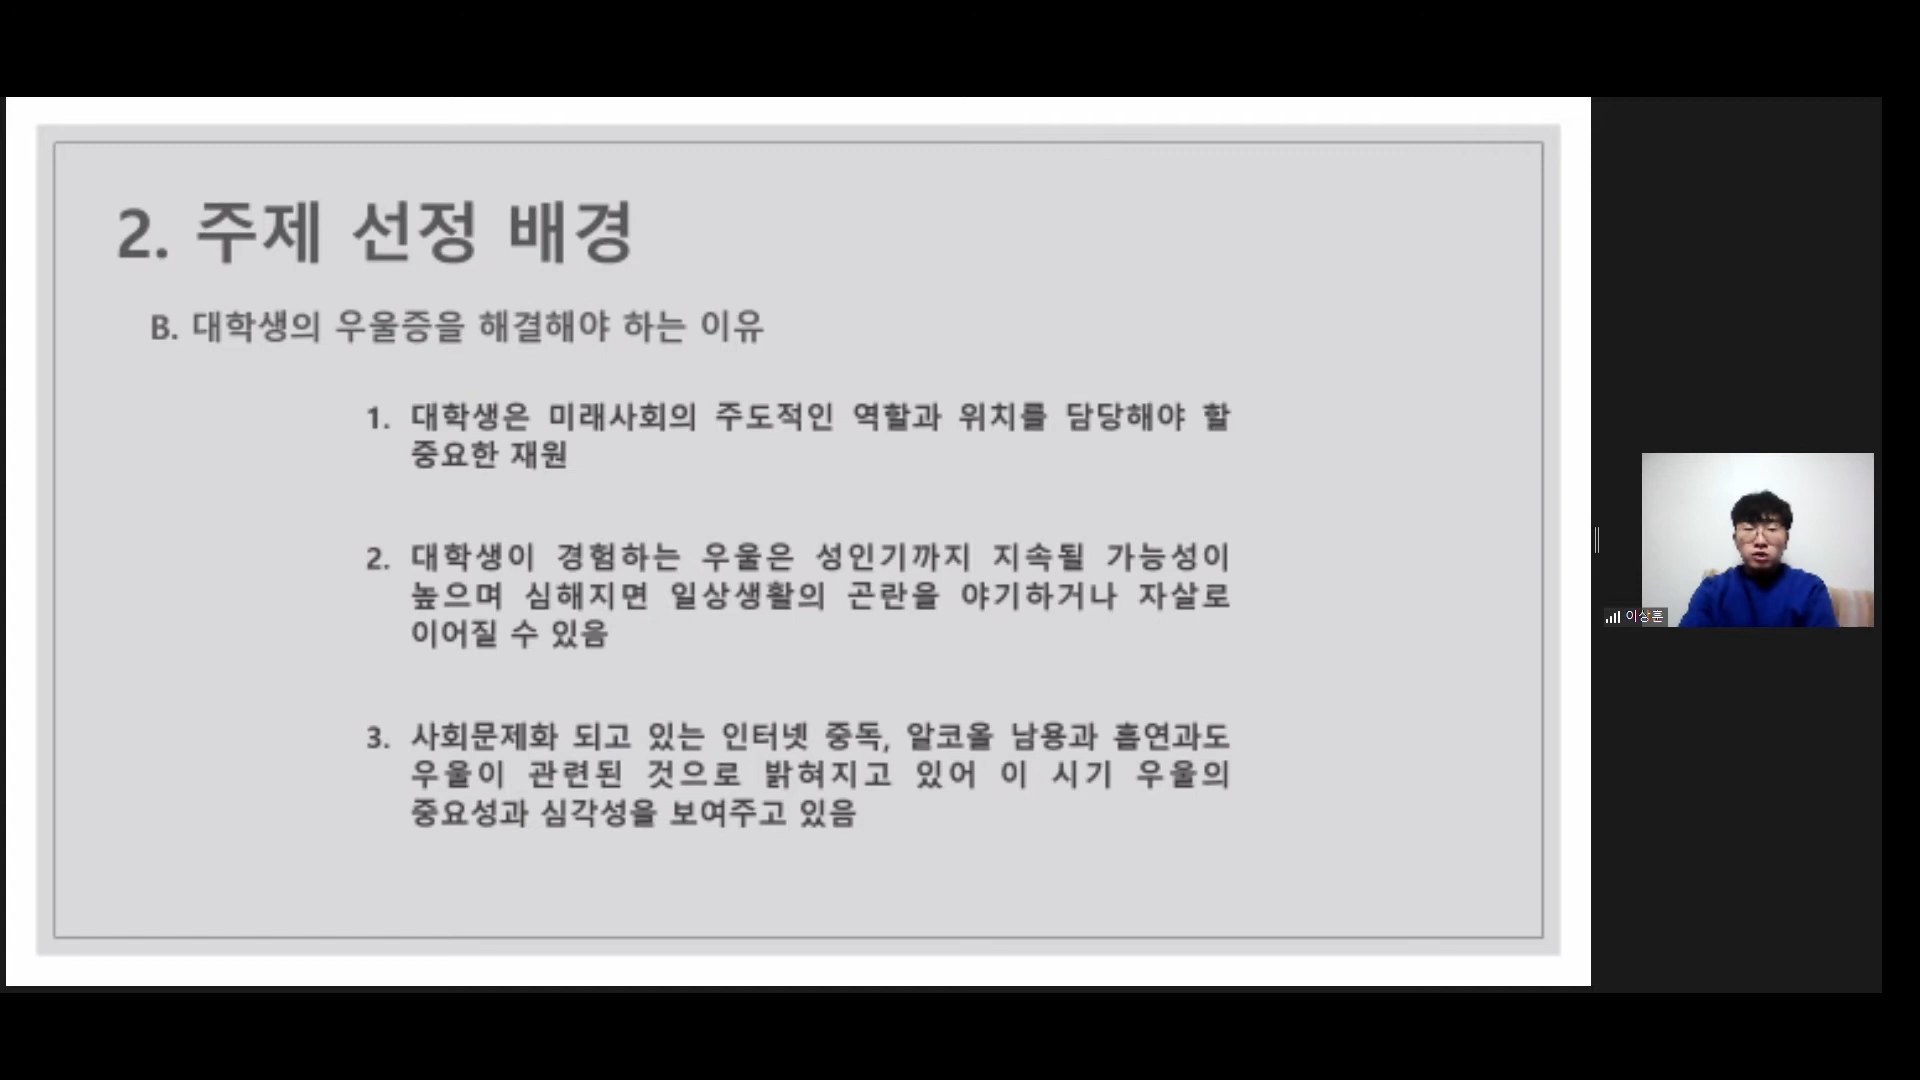 2. 주제 선정 배경
B. 대학생의 우울증을 해결해야 하는 이유
1. 대학생은 미래사회의 주도적인 역할과 위치를 담당해야 할
중요한 재원
2. 대학생이 경험하는 우울은 성인기까지 지속될 가능성이
높으며 심해지면 일상생활의 곤란을 야기하거나 자살로
이어질 수 있음
3. 사회문제화 되고 있는 인터넷 중독, 알코올 남용과 흡연과도
우울이 관련된 것으로 밝혀지고 있어 이 시기 우울의
중요성과 심각성을 보여주고 있음
이상훈